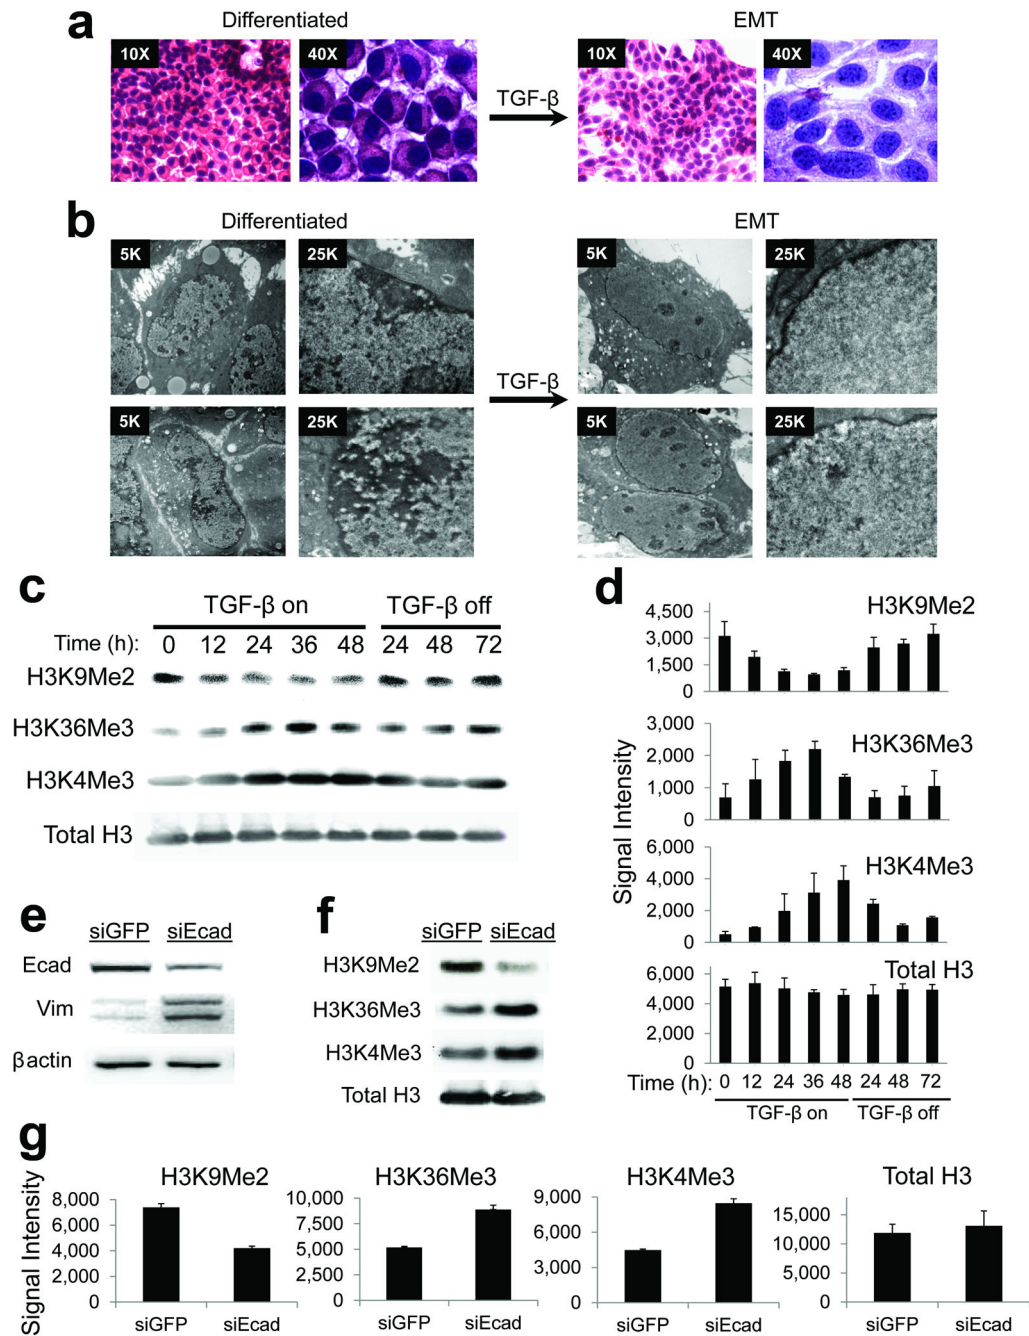 a
Differentiated
EMT
10X
40X
TGF-β
10X
40X
b
Differentiated
EMT
5K
25K
TGF-β
5K
25K
5K
25K
5K
25K
c
TGF-β on
TGF-β off
Time (h):
0 12 24 36 48 24 48 72
H3K9Me2
H3K36Me3
H3K4Me3
Total H3
d
Signal Intensity
H3K9Me2
4,500
3,000
1,500
0
H3K36Me3
3,000
2,000
1,000
0
H3K4Me3
6,000
4,000
2,000
0
Total H3
6,000
4,000
2,000
0
Time (h): 0 12 24 36 48 24 48 72
TGF-β on
TGF-β off
e
siGFP siEcad
Ecad
Vim
βactin
f
siGFP siEcad
H3K9Me2
H3K36Me3
H3K4Me3
Total H3
g
Signal Intensity
H3K9Me2
8,000
6,000
4,000
2,000
0
siGFP siEcad
H3K36Me3
10,000
7,500
5,000
2,500
0
siGFP siEcad
H3K4Me3
9,000
6,000
3,000
0
siGFP siEcad
Total H3
15,000
10,000
5,000
0
siGFP siEcad